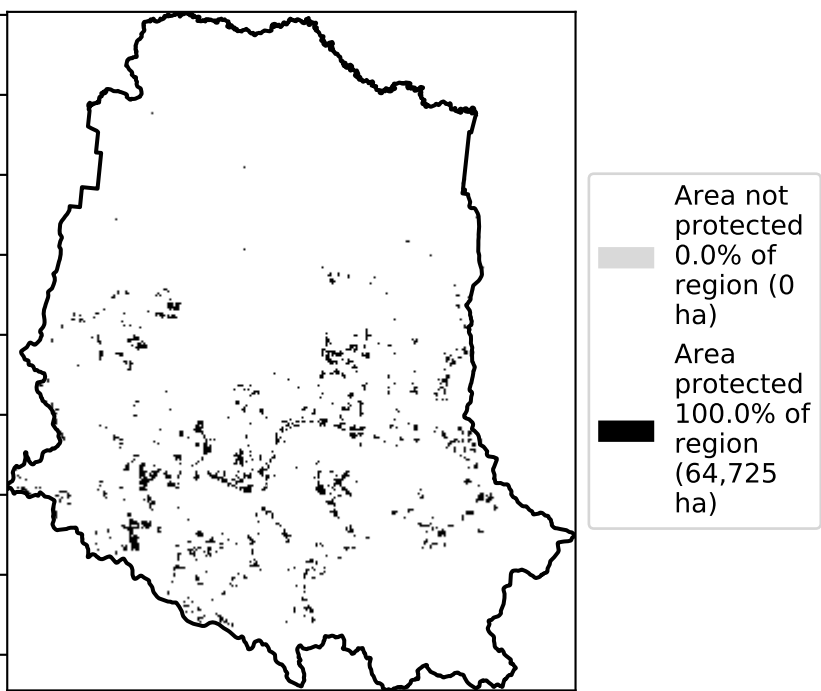 Area not
protected
0.0% of
region (0
ha)
Area
protected
100.0% of
region
(64,725
ha)